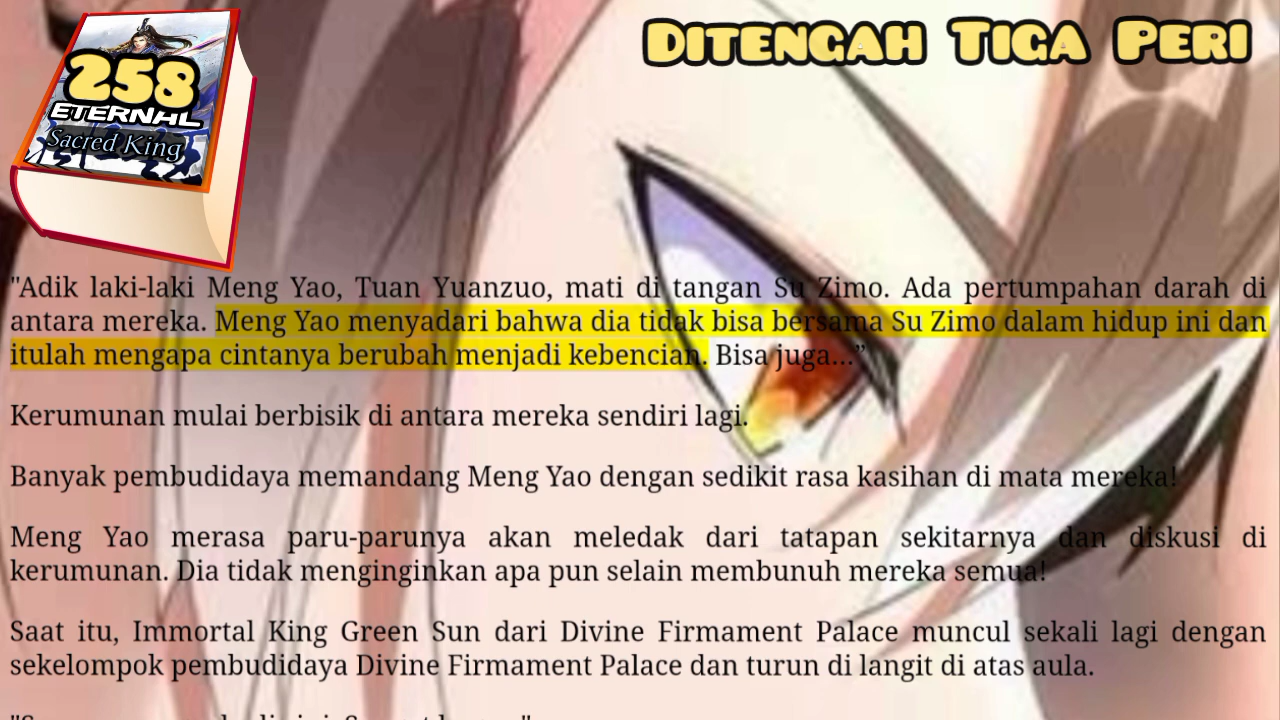 258
ETERNAL
Sacred King
DITENGAH TIGA PERI
"Adik laki-laki Meng Yao, Tuan Yuanzuo, mati di tangan Su Zimo. Ada pertumpahan darah di
antara mereka. Meng Yao menyadari bahwa dia tidak bisa bersama Su Zimo dalam hidup ini dan
itulah mengapa cintanya berubah menjadi kebencian. Bisa juga...”
Kerumunan mulai berbisik di antara mereka sendiri lagi.
Banyak pembudidaya memandang Meng Yao dengan sedikit rasa kasihan di mata mereka!
Meng Yao merasa paru-parunya akan meledak dari tatapan sekitarnya dan diskusi di
kerumunan. Dia tidak menginginkan apa pun selain membunuh mereka semua!
Saat itu, Immortal King Green Sun dari Divine Firmament Palace muncul sekali lagi dengan
sekelompok pembudidaya Divine Firmament Palace dan turun di langit di atas aula.